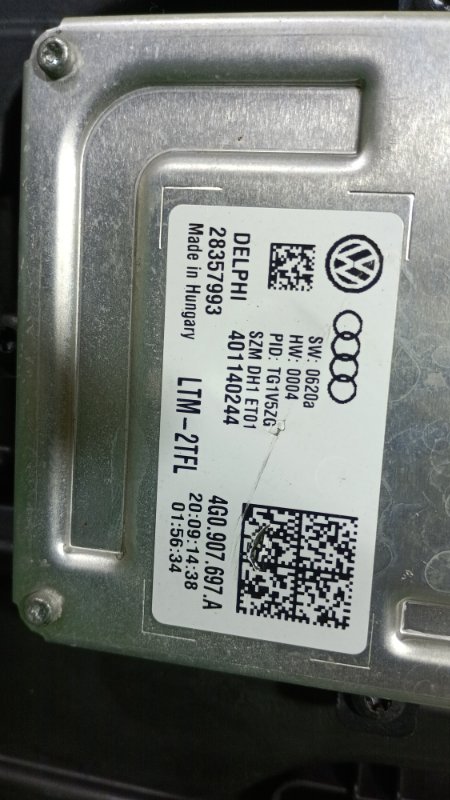 DELPHI
28357993
Made in Hungary
LTM-2TFL
SW: 0620a
HW: 0004
PID: TG1V5ZG
SZM DH1 ET01
401140244
4G0.907.697.A
20:09:14-38
01:56:34